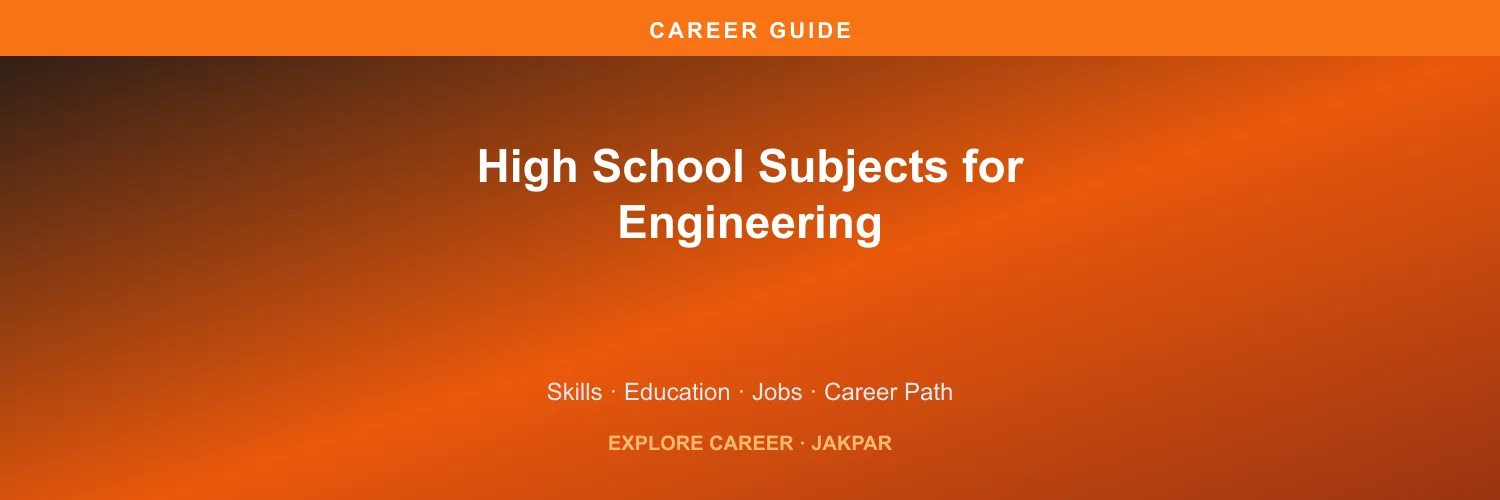 CAREER GUIDE
High School Subjects for
Engineering
Skills · Education · Jobs · Career Path
EXPLORE CAREER · JAKPAR